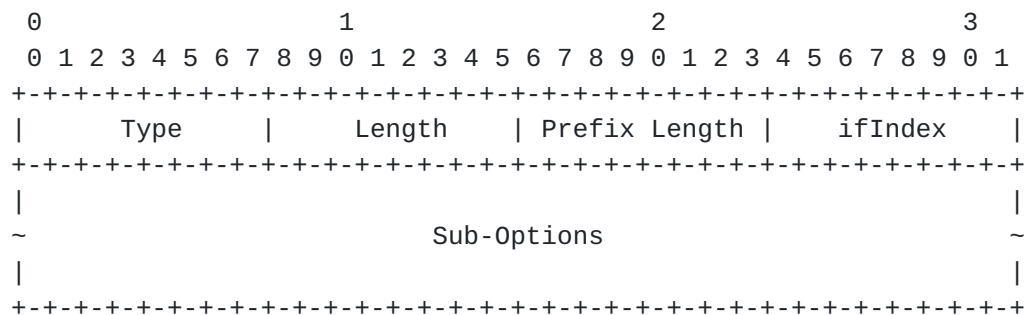 0                   1                   2                   3
 0 1 2 3 4 5 6 7 8 9 0 1 2 3 4 5 6 7 8 9 0 1 2 3 4 5 6 7 8 9 0 1
+-+-+-+-+-+-+-+-+-+-+-+-+-+-+-+-+-+-+-+-+-+-+-+-+-+-+-+-+-+-+-+-+
|      Type     |     Length    | Prefix Length |    ifIndex    |
+-+-+-+-+-+-+-+-+-+-+-+-+-+-+-+-+-+-+-+-+-+-+-+-+-+-+-+-+-+-+-+-+
|                                                               |
~                          Sub-Options                          ~
|                                                               |
+-+-+-+-+-+-+-+-+-+-+-+-+-+-+-+-+-+-+-+-+-+-+-+-+-+-+-+-+-+-+-+-+